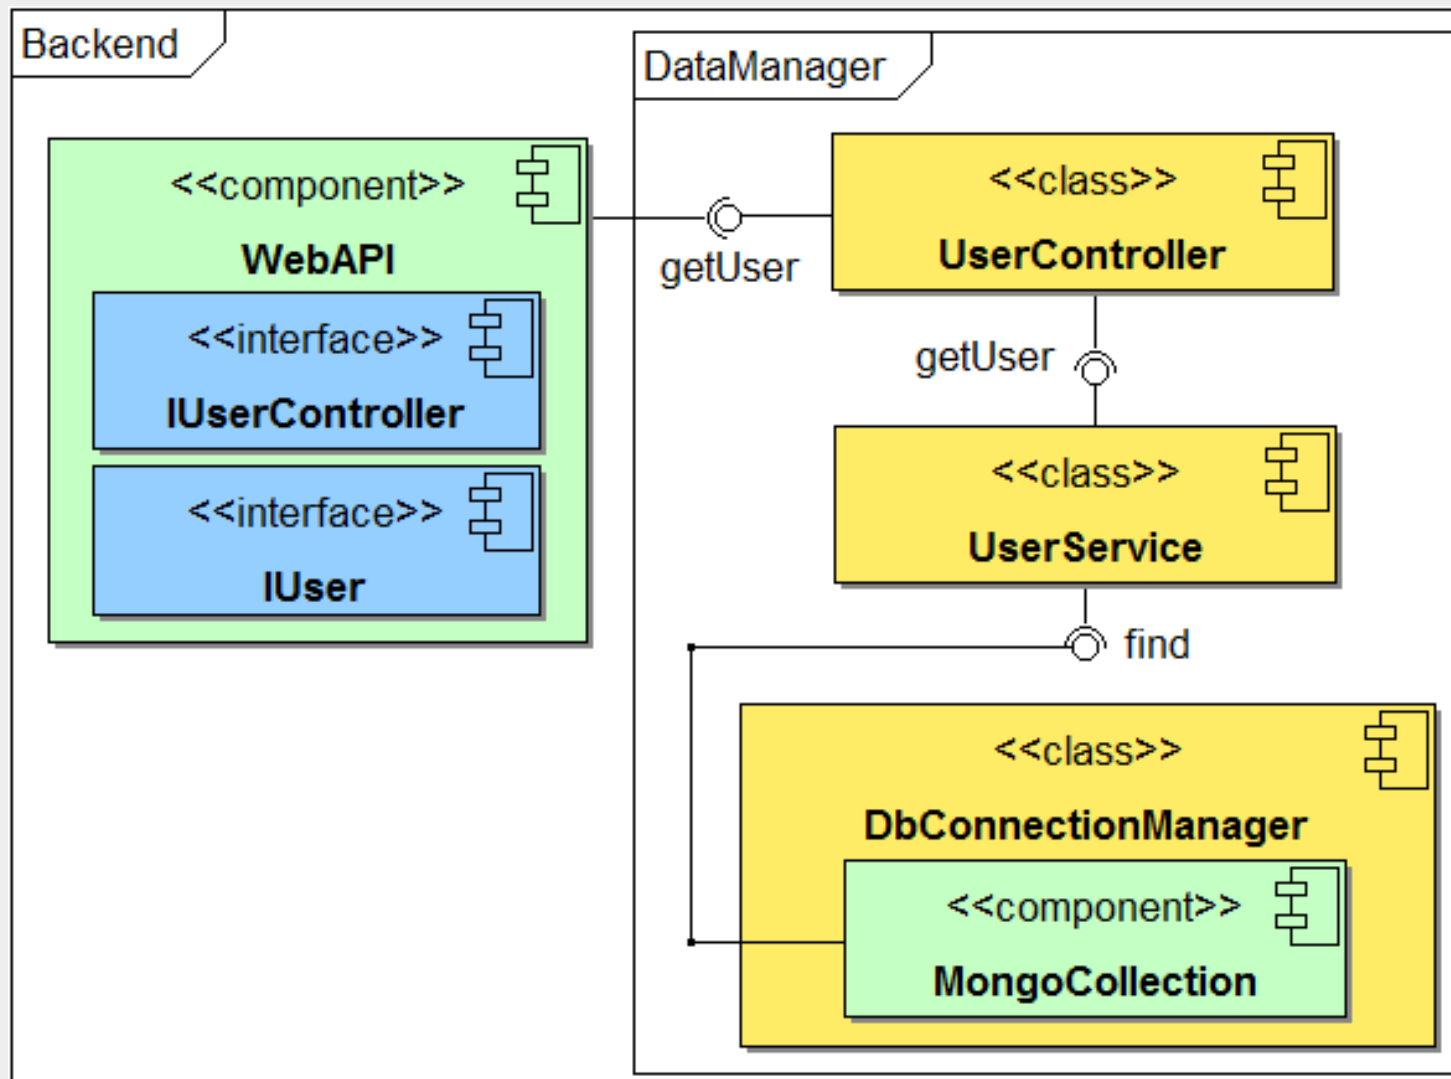 Backend
DataManager
<<component>>
WebAPI
<<interface>>
IUserController
<<interface>>
IUser
getUser
<<class>>
UserController
getUser
<<class>>
UserService
find
<<class>>
DbConnectionManager
<<component>>
MongoCollection